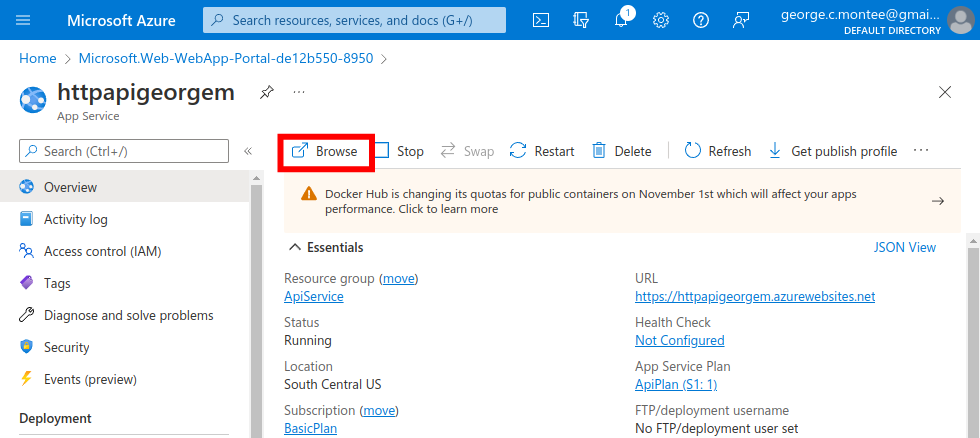 Microsoft Azure
Search resources, services, and docs (G+/)
1
george.c.montee@gmai...
DEFAULT DIRECTORY
Home > Microsoft.Web-WebApp-Portal-de12b550-8950 >
httpapigeorgem
...
App Service
Search (Ctrl+/)
«
Browse
Stop
Swap
Restart
Delete
Refresh
Get publish profile
...
Overview
Activity log
Access control (IAM)
Tags
Diagnose and solve problems
Security
Events (preview)
Deployment
Docker Hub is changing its quotas for public containers on November 1st which will affect your apps
performance. Click to learn more
Essentials
JSON View
Resource group (move)
ApiService
Status
Running
Location
South Central US
Subscription (move)
BasicPlan
URL
https://httpapigeorgem.azurewebsites.net
Health Check
Not Configured
App Service Plan
ApiPlan (S1: 1)
FTP/deployment username
No FTP/deployment user set